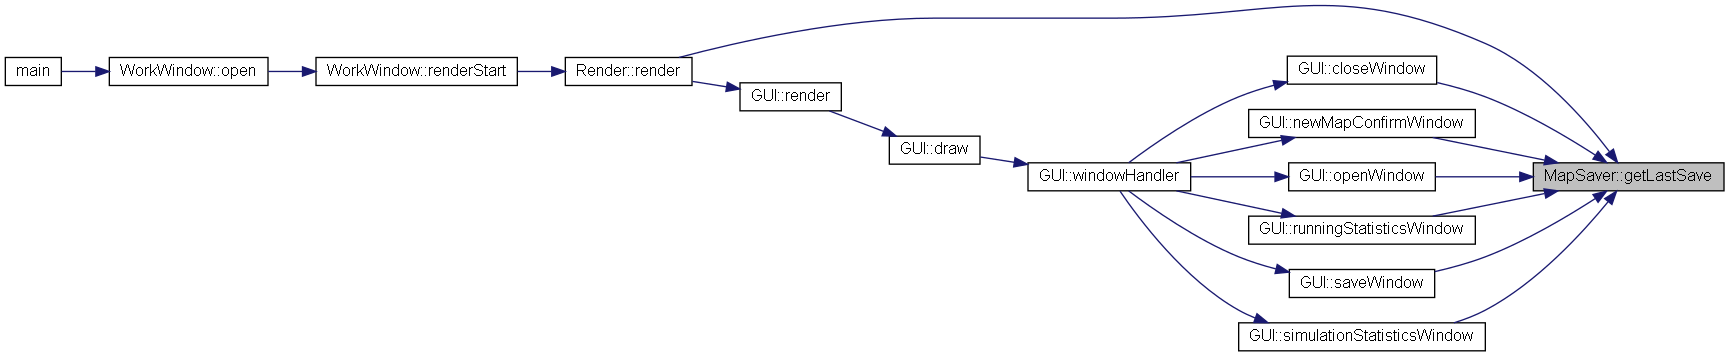 main
WorkWindow::open
WorkWindow::renderStart
Render::render
GUI::render
GUI::draw
GUI::windowHandler
GUI::closeWindow
GUI::newMapConfirmWindow
GUI::openWindow
GUI::runningStatisticsWindow
GUI::saveWindow
GUI::simulationStatisticsWindow
MapSaver::getLastSave